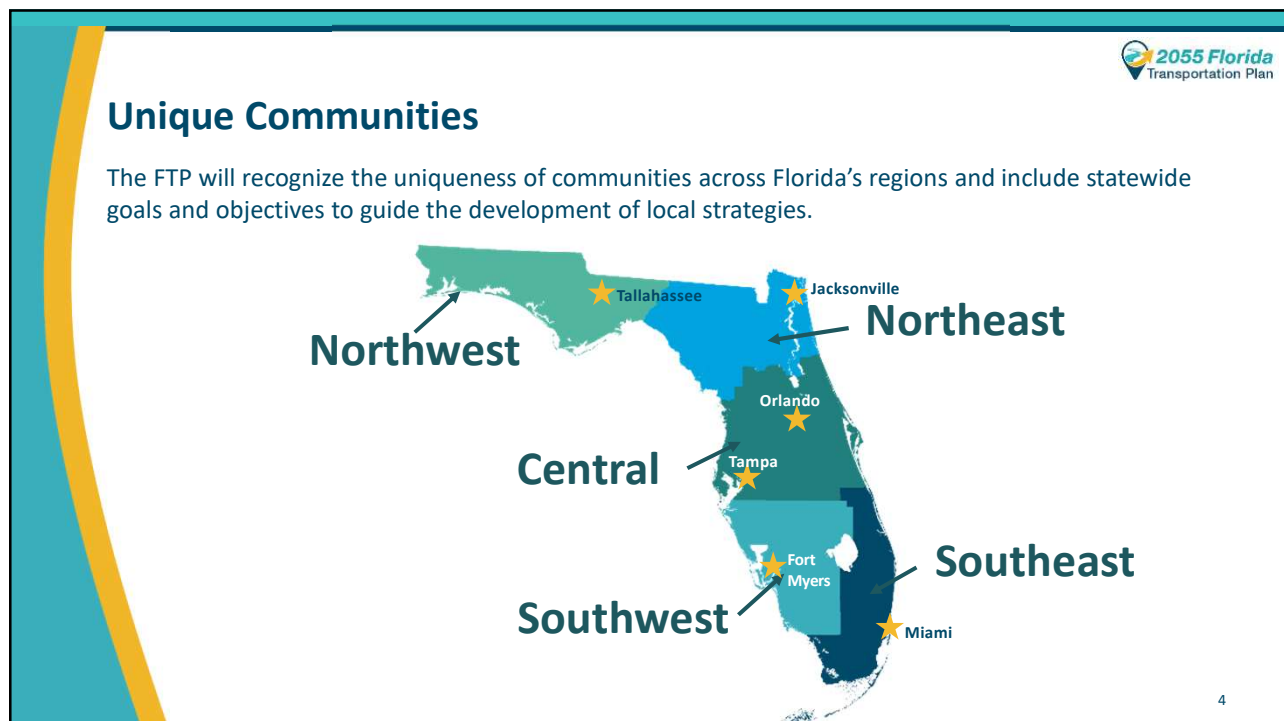 2055 Florida
Transportation Plan
Unique Communities
The FTP will recognize the uniqueness of communities across Florida’s regions and include statewide
goals and objectives to guide the development of local strategies.
Tallahassee
Jacksonville
Northwest
Northeast
Orlando
Central
Tampa
Fort
Myers
Southeast
Southwest
Miami
4